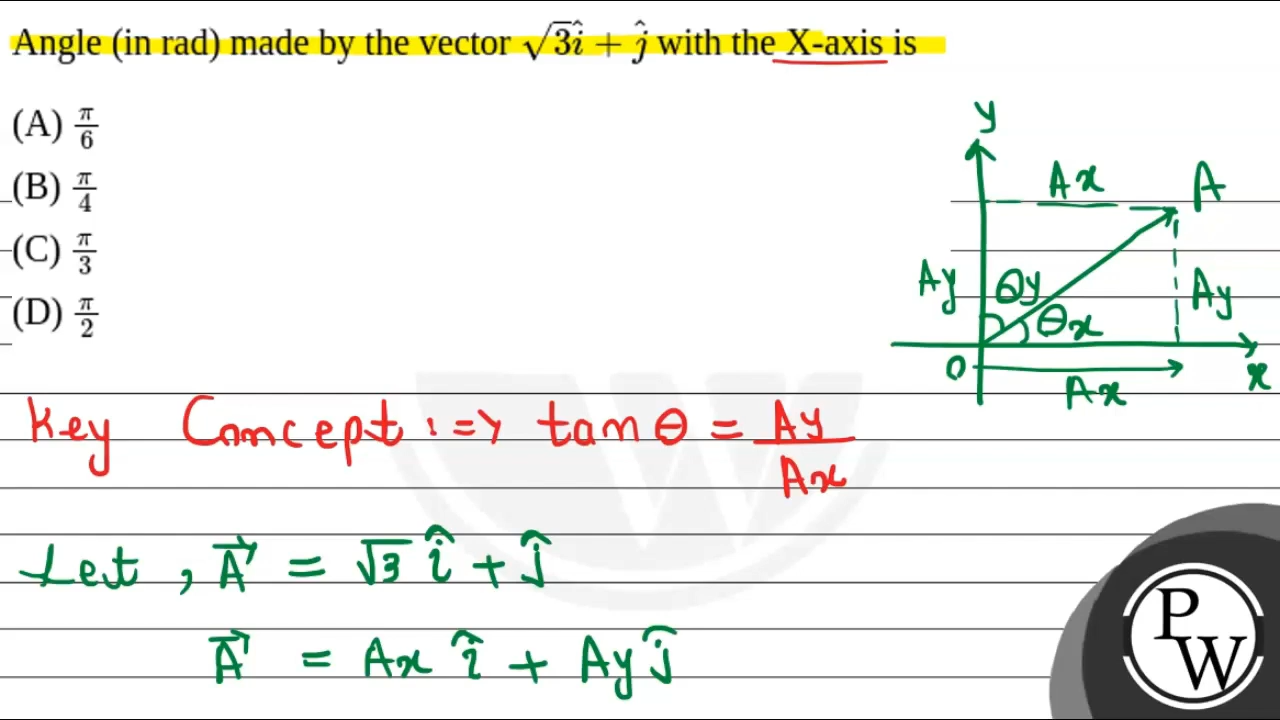 Angle (in rad) made by the vector √3î + ĵ with the X-axis is
(A) π/6
(B) π/4
(C) π/3
(D) π/2
y
Ax
A
Ay
θy
θx
Ay
O
Ax
x
Key Concept :=> tan θ = Ay/Ax
Let, A⃗ = √3 î + ĵ
A⃗ = Ax î + Ay ĵ
P
W